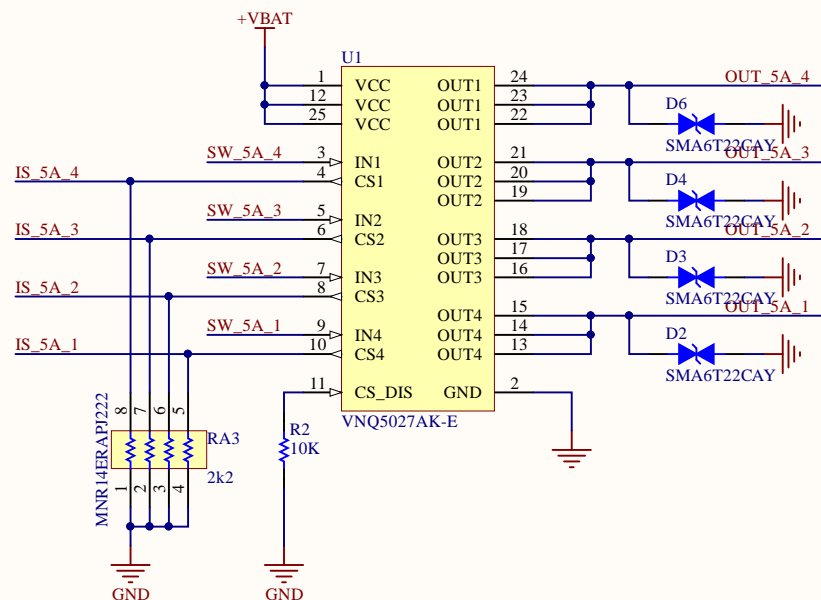 +VBAT
U1
1 VCC OUT1 24
OUT_5A_4
12 VCC OUT1 23
25 VCC OUT1 22
D6
SMA6T22CAY
SW_5A_4
3 IN1 OUT2 21
OUT_5A_3
IS_5A_4
4 CS1 OUT2 20
OUT2 19
D4
SMA6T22CAY
SW_5A_3
5 IN2
IS_5A_3
6 CS2 OUT3 18
OUT_5A_2
OUT3 17
D3
SW_5A_2
7 IN3 OUT3 16
SMA6T22CAY
IS_5A_2
8 CS3
OUT4 15
OUT_5A_1
SW_5A_1
9 IN4 OUT4 14
D2
IS_5A_1
10 CS4 OUT4 13
SMA6T22CAY
11 CS_DIS GND 2
VNQ5027AK-E
MNR14ERAPJ222
8 7 6 5
RA3
2k2
1 2 3 4
R2
10K
GND
GND